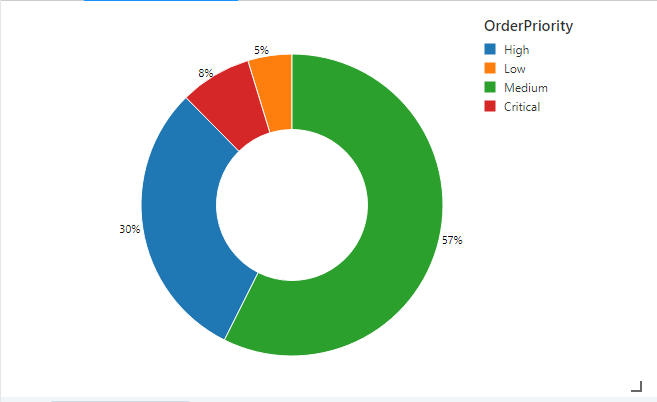 OrderPriority
High
Low
Medium
Critical
5%
8%
30%
57%